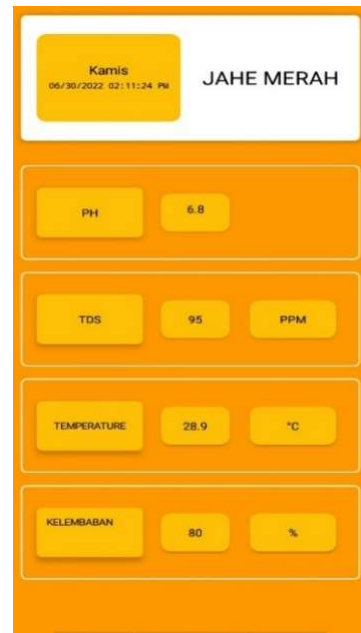 Kamis
06/30/2022 02:11:24 PM
JAHE MERAH
PH
6.8
TDS
95
PPM
TEMPERATURE
28.9
°C
KELEMBABAN
80
%